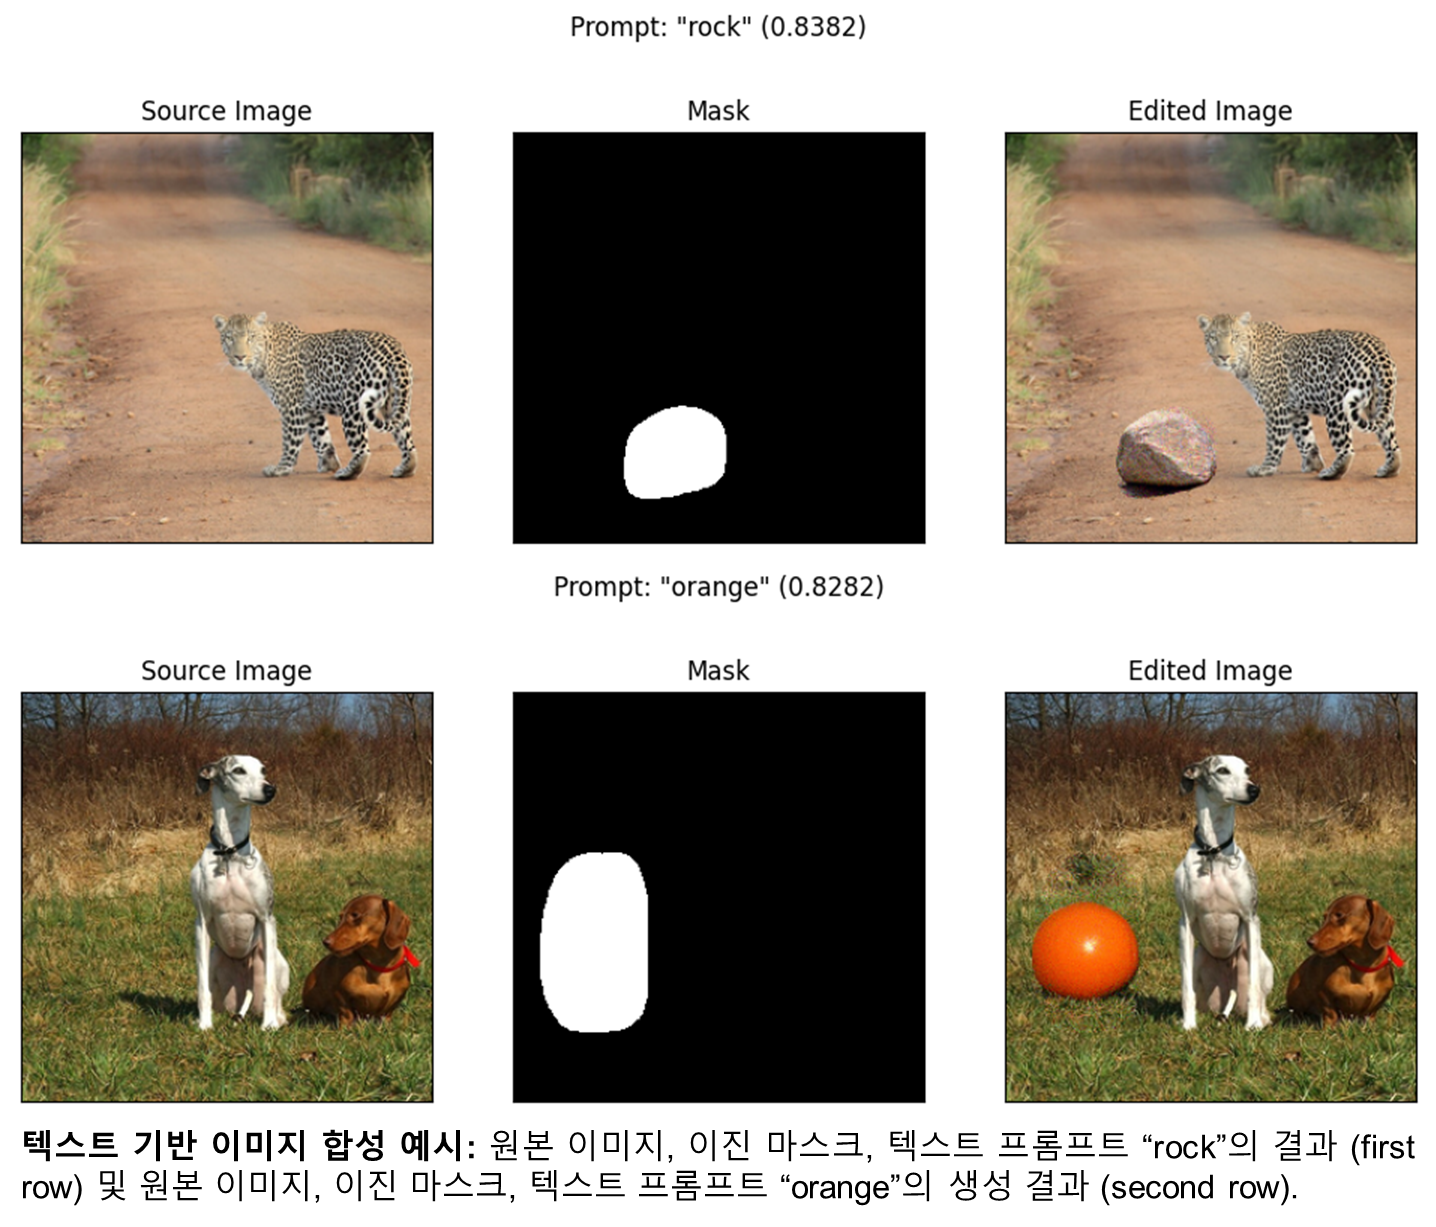 Prompt: "rock" (0.8382)
Source Image
Mask
Edited Image
Prompt: "orange" (0.8282)
Source Image
Mask
Edited Image
텍스트 기반 이미지 합성 예시: 원본 이미지, 이진 마스크, 텍스트 프롬프트 “rock”의 결과 (first
row) 및 원본 이미지, 이진 마스크, 텍스트 프롬프트 “orange”의 생성 결과 (second row).